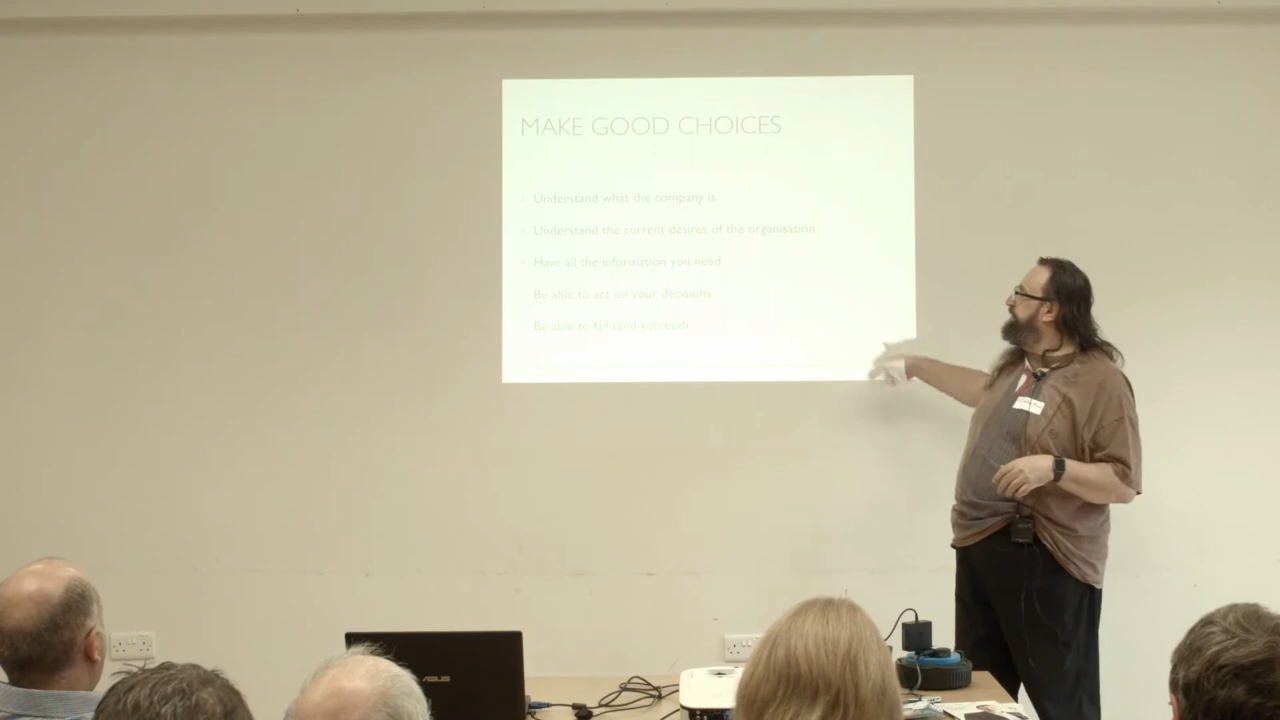 MAKE GOOD CHOICES
Understand what the company is
Understand the current desires of the organisation
Have all the information you need
Be able to act on your decisions
Be able to fail (and succeed)
ASUS